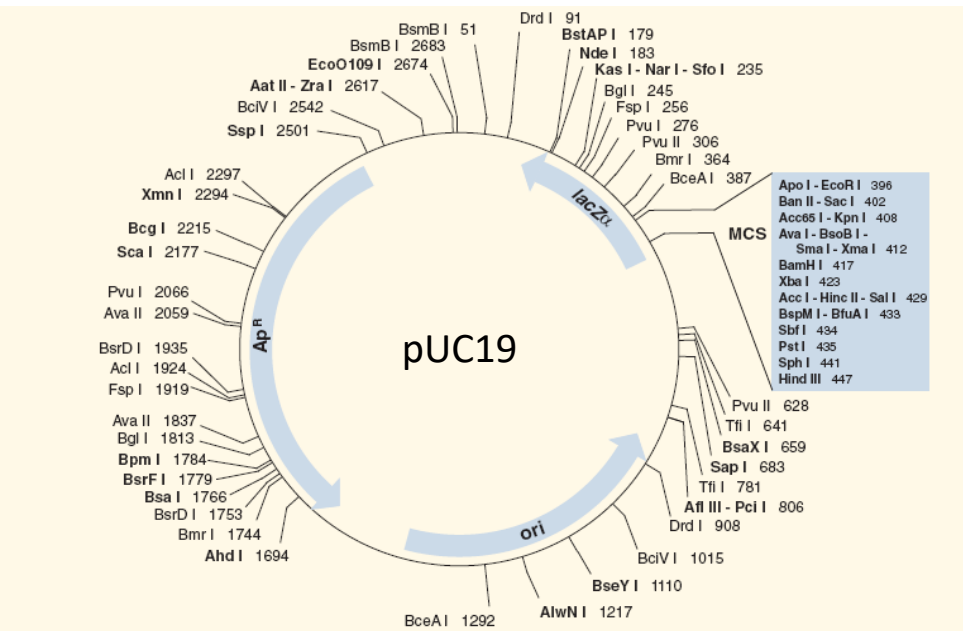 BsmB I 51
BsmB I 2683
EcoO109 I 2674
Aat II - Zra I 2617
BciV I 2542
Ssp I 2501
Acl I 2297
Xmn I 2294
Bcg I 2215
Sca I 2177
Pvu I 2066
Ava II 2059
BsrD I 1935
Acl I 1924
Fsp I 1919
Ava II 1837
Bgl I 1813
Bpm I 1784
BsrF I 1779
Bsa I 1766
BsrD I 1753
Bmr I 1744
Ahd I 1694
Drd I 91
BstAP I 179
Nde I 183
Kas I - Nar I - Sfo I 235
Bgl I 245
Fsp I 256
Pvu I 276
Pvu II 306
Bmr I 364
BceA I 387
MCS
Apo I - EcoR I 396
Ban II - Sac I 402
Acc65 I - Kpn I 408
Ava I - BsoB I -
Sma I - Xma I 412
BamH I 417
Xba I 423
Acc I - Hinc II - Sal I 429
BspM I - BfuA I 433
Sbf I 434
Pst I 435
Sph I 441
Hind III 447
Pvu II 628
Tfi I 641
BsaX I 659
Sap I 683
Tfi I 781
Afl III - Pci I 806
Drd I 908
BciV I 1015
BseY I 1110
AlwN I 1217
BceA I 1292
lacZα
ApR
ori
pUC19